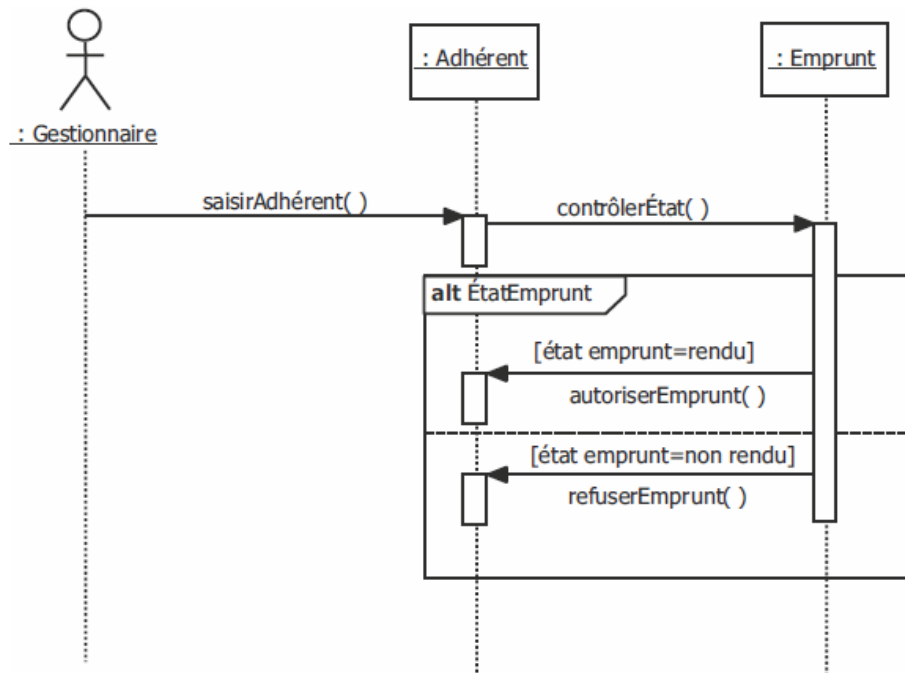 : Adhérent
: Emprunt
: Gestionnaire
saisirAdhérent( )
contrôlerÉtat( )
alt ÉtatEmprunt
[état emprunt=rendu]
autoriserEmprunt( )
[état emprunt=non rendu]
refuserEmprunt( )